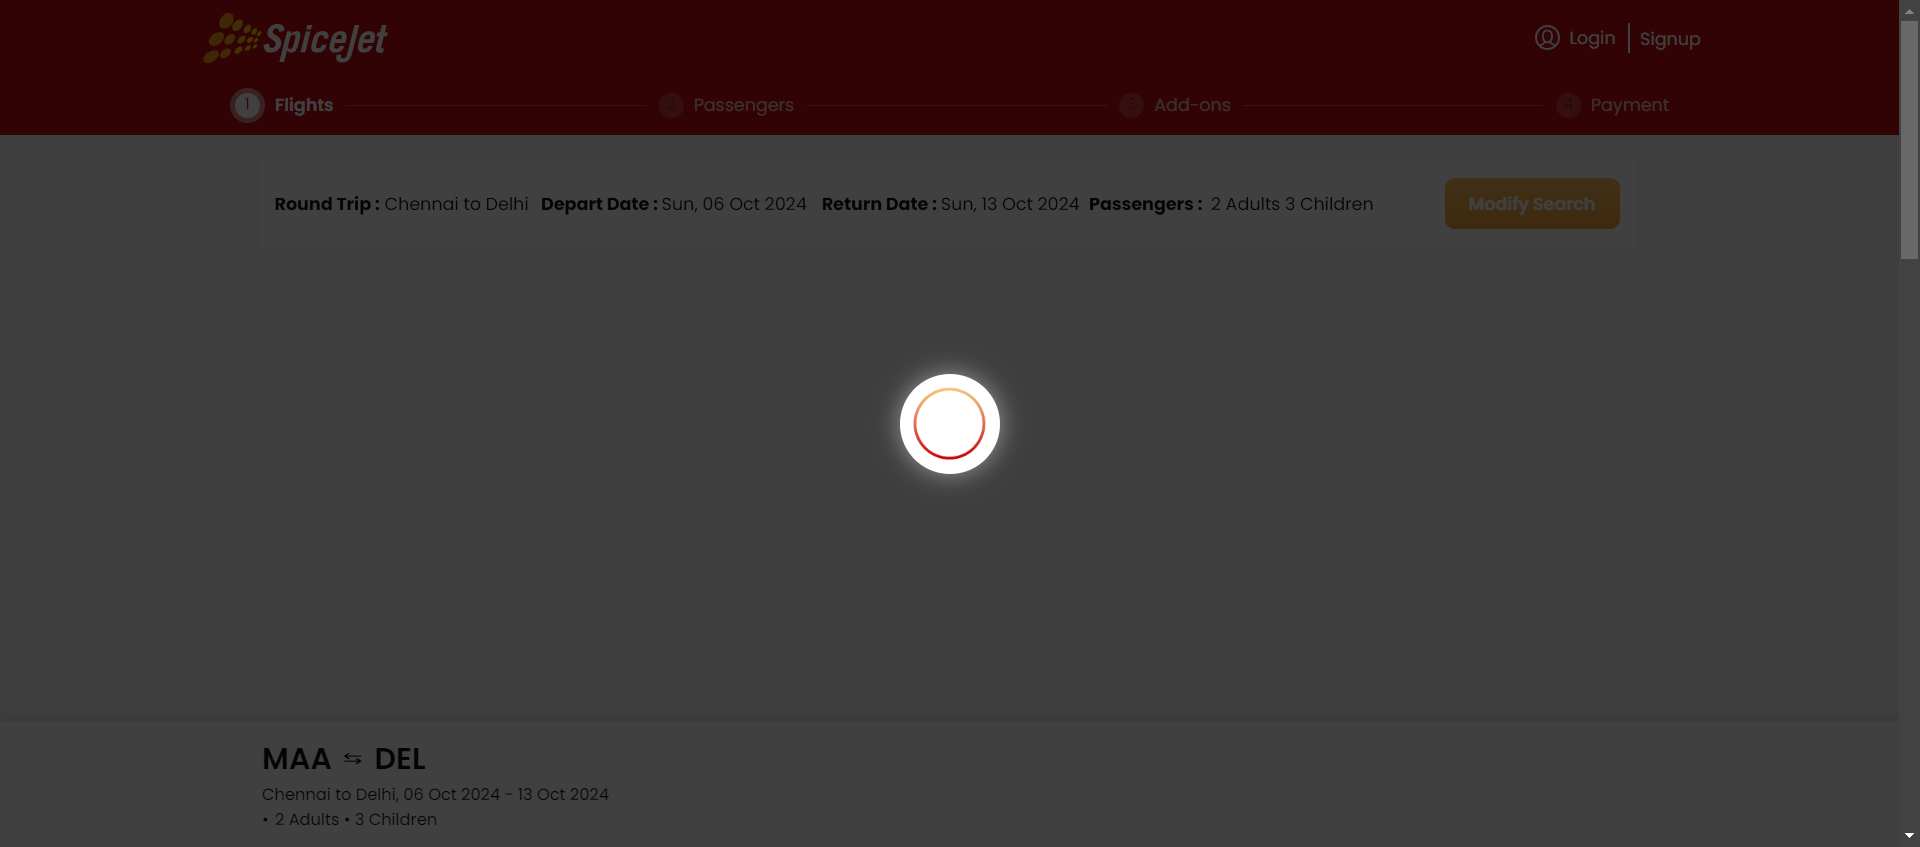 SpiceJet
Login
Signup
1 Flights
2 Passengers
3 Add-ons
4 Payment
Round Trip : Chennai to Delhi Depart Date : Sun, 06 Oct 2024 Return Date : Sun, 13 Oct 2024 Passengers : 2 Adults 3 Children
Modify Search
MAA ⇆ DEL
Chennai to Delhi, 06 Oct 2024 - 13 Oct 2024
• 2 Adults • 3 Children